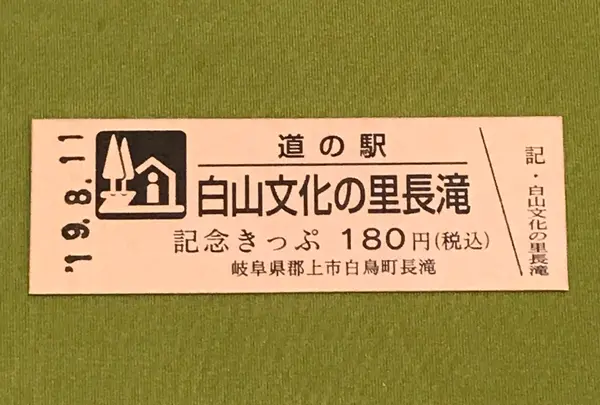 '19.8.11
道の駅
白山文化の里長滝
記念きっぷ 180円(税込)
岐阜県郡上市白鳥町長滝
記・白山文化の里長滝